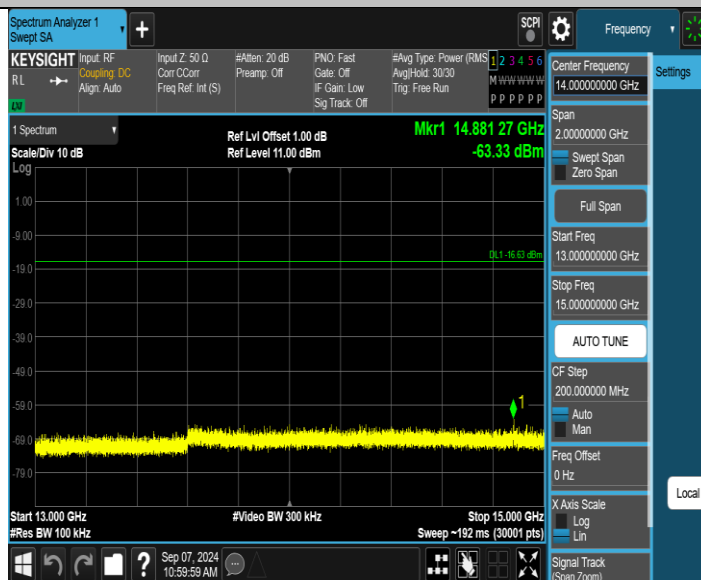 Spectrum Analyzer 1
Swept SA
+
SCPI
Frequency
KEYSIGHT
RL
LXI
Input: RF
Coupling: DC
Align: Auto
Input Z: 50 Ω
Corr CCorr
Freq Ref: Int (S)
#Atten: 20 dB
Preamp: Off
PNO: Fast
Gate: Off
IF Gain: Low
Sig Track: Off
#Avg Type: Power (RMS
Avg|Hold: 30/30
Trig: Free Run
1 2 3 4 5 6
M W W W W W
P P P P P P
Center Frequency
14.000000000 GHz
Settings
Span
2.00000000 GHz
Swept Span
Zero Span
Full Span
Start Freq
13.000000000 GHz
Stop Freq
15.000000000 GHz
AUTO TUNE
CF Step
200.000000 MHz
Auto
Man
Freq Offset
0 Hz
X Axis Scale
Log
Lin
Signal Track
(Span Zoom)
Local
1 Spectrum
Scale/Div 10 dB
Log
Ref Lvl Offset 1.00 dB
Ref Level 11.00 dBm
Mkr1 14.881 27 GHz
-63.33 dBm
1.00
-9.00
-19.0
-29.0
-39.0
-49.0
-59.0
-69.0
-79.0
DL1 -16.63 dBm
1
Start 13.000 GHz
#Res BW 100 kHz
#Video BW 300 kHz
Stop 15.000 GHz
Sweep ~192 ms (30001 pts)
?
Sep 07, 2024
10:59:59 AM